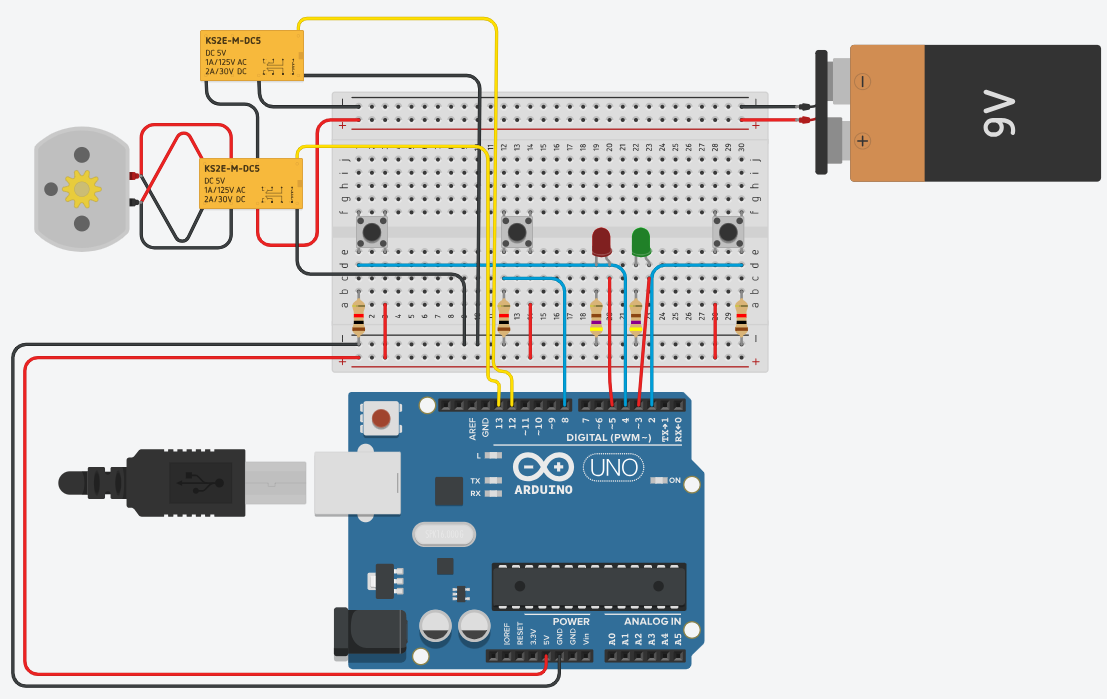 KS2E-M-DC5
DC 5V
1A/125V AC
2A/30V DC
KS2E-M-DC5
DC 5V
1A/125V AC
2A/30V DC
9V
−
+
−
+
−
+
j
i
h
g
f
e
d
c
b
a
j
i
h
g
f
e
d
c
b
a
−
+
−
+
AREF
GND
13
12
~11
~10
~9
8
7
~6
~5
4
~3
2
TX→1
RX←0
DIGITAL (PWM~)
L
TX
RX
ARDUINO
UNO
ON
POWER
ANALOG IN
IOREF
RESET
3.3V
5V
GND
GND
Vin
A0
A1
A2
A3
A4
A5